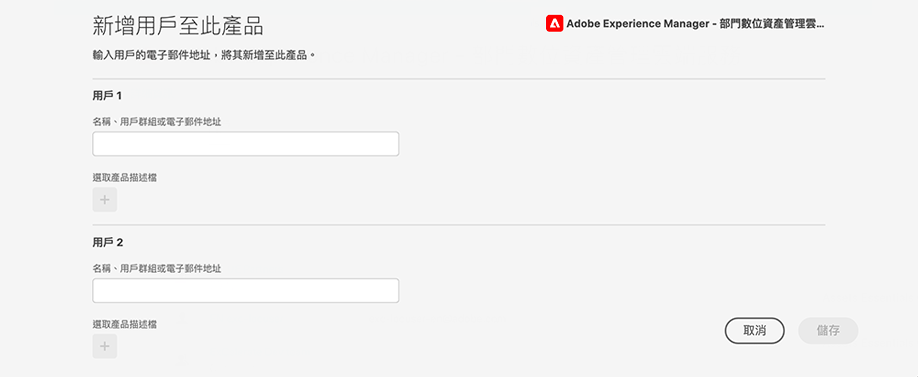 新增用戶至此產品
Adobe Experience Manager - 部門數位資產管理雲...
輸入用戶的電子郵件地址，將其新增至此產品。
用戶 1
名稱、用戶群組或電子郵件地址
選取產品描述檔
用戶 2
名稱、用戶群組或電子郵件地址
選取產品描述檔
取消
儲存